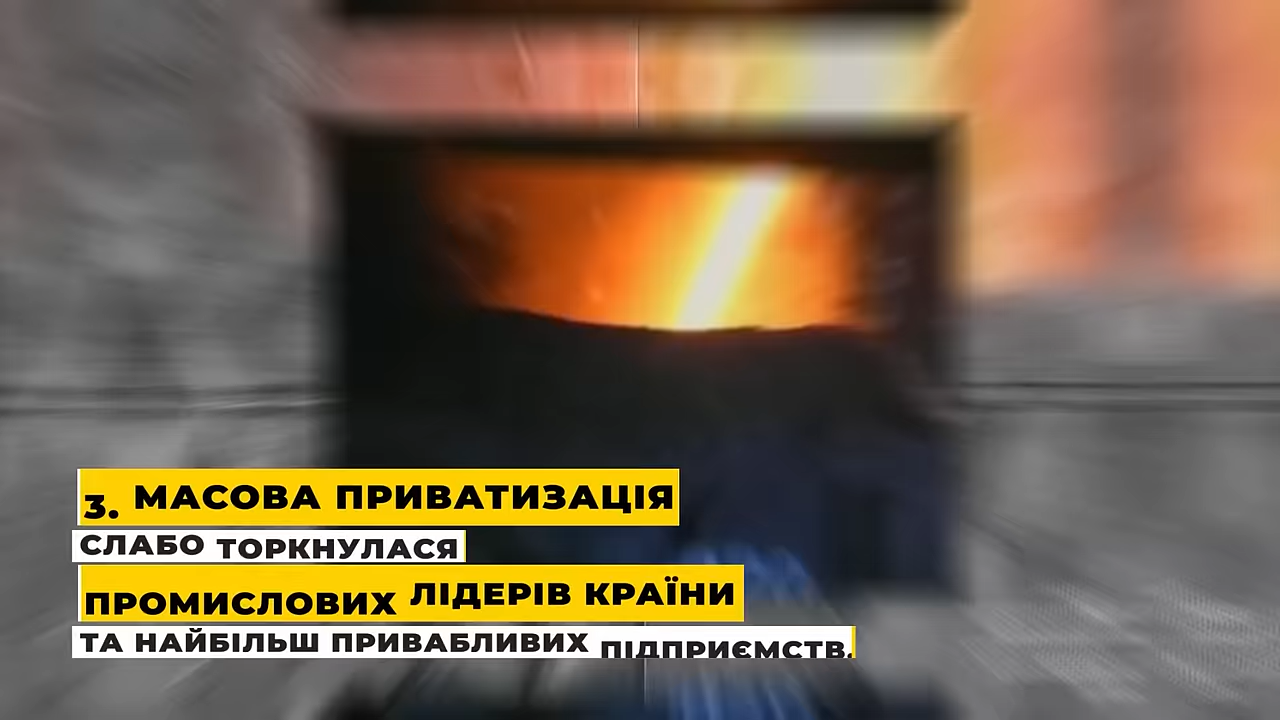 3. МАСОВА ПРИВАТИЗАЦІЯ
СЛАБО ТОРКНУЛАСЯ
ПРОМИСЛОВИХ ЛІДЕРІВ КРАЇНИ
ТА НАЙБІЛЬШ ПРИВАБЛИВИХ ПІДПРИЄМСТВ.